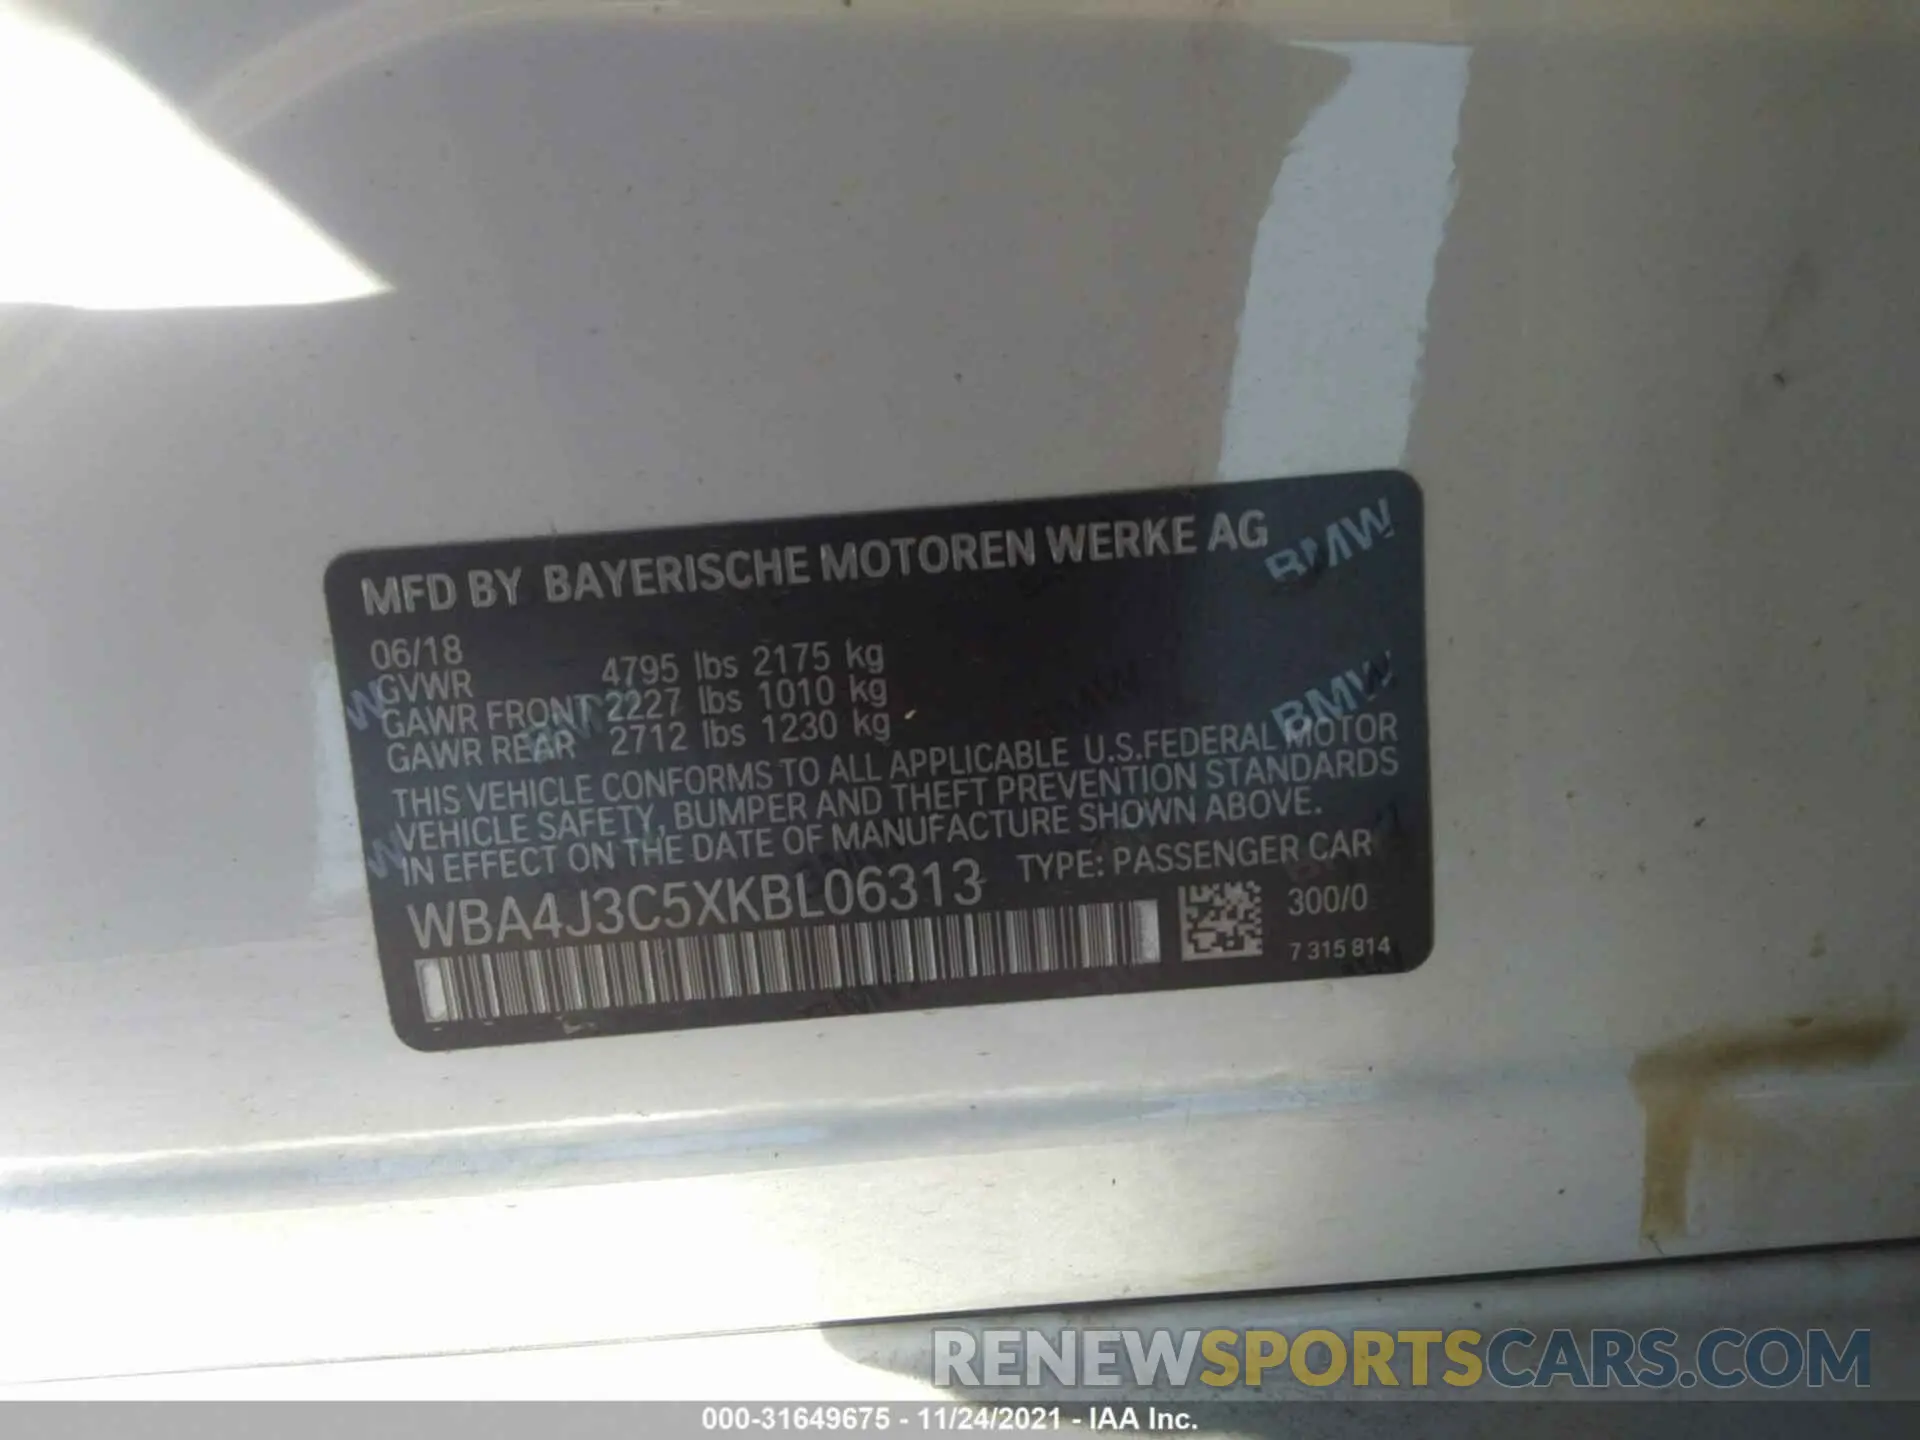 MFD BY BAYERISCHE MOTOREN WERKE AG
06/18
GVWR 4795 lbs 2175 kg
GAWR FRONT 2227 lbs 1010 kg
GAWR REAR 2712 lbs 1230 kg
THIS VEHICLE CONFORMS TO ALL APPLICABLE U.S.FEDERAL MOTOR
VEHICLE SAFETY, BUMPER AND THEFT PREVENTION STANDARDS
IN EFFECT ON THE DATE OF MANUFACTURE SHOWN ABOVE.
WBA4J3C5XKBL06313 TYPE: PASSENGER CAR
300/0
7 315 814
BMW
BMW
BMW
RENEWSPORTSCARS.COM
000-31649675 - 11/24/2021 - IAA Inc.